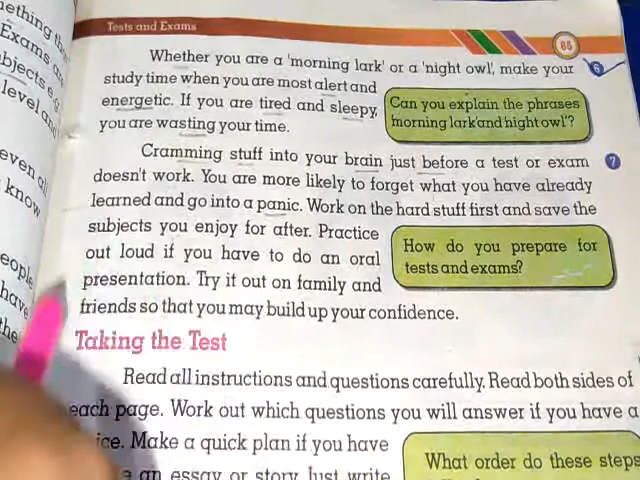 Tests and Exams
65
Whether you are a 'morning lark' or a 'night owl', make your
6
study time when you are most alert and
energetic. If you are tired and sleepy,
you are wasting your time.
Can you explain the phrases
'morning lark' and 'night owl'?
Cramming stuff into your brain just before a test or exam
7
doesn't work. You are more likely to forget what you have already
learned and go into a panic. Work on the hard stuff first and save the
subjects you enjoy for after. Practice
out loud if you have to do an oral
presentation. Try it out on family and
friends so that you may build up your confidence.
How do you prepare for
tests and exams?
Taking the Test
Read all instructions and questions carefully. Read both sides of
each page. Work out which questions you will answer if you have a
Make a quick plan if you have
an essay or story. Just write
What order do these steps
Exams
level
even
know
have